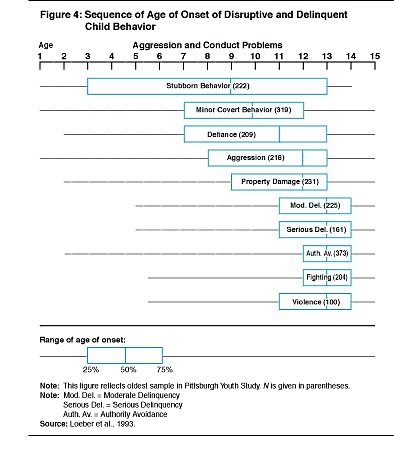 Figure 4: Sequence of Age of Onset of Disruptive and Delinquent
Child Behavior
Age Aggression and Conduct Problems
1 2 3 4 5 6 7 8 9 10 11 12 13 14 15
Stubborn Behavior (222)
Minor Covert Behavior (319)
Defiance (209)
Aggression (218)
Property Damage (231)
Mod. Del. (225)
Serious Del. (161)
Auth. Av. (373)
Fighting (204)
Violence (100)
Range of age of onset:
25% 50% 75%
Note: This figure reflects oldest sample in Pittsburgh Youth Study. N is given in parentheses.
Note: Mod. Del. = Moderate Delinquency
Serious Del. = Serious Delinquency
Auth. Av. = Authority Avoidance
Source: Loeber et al., 1993.